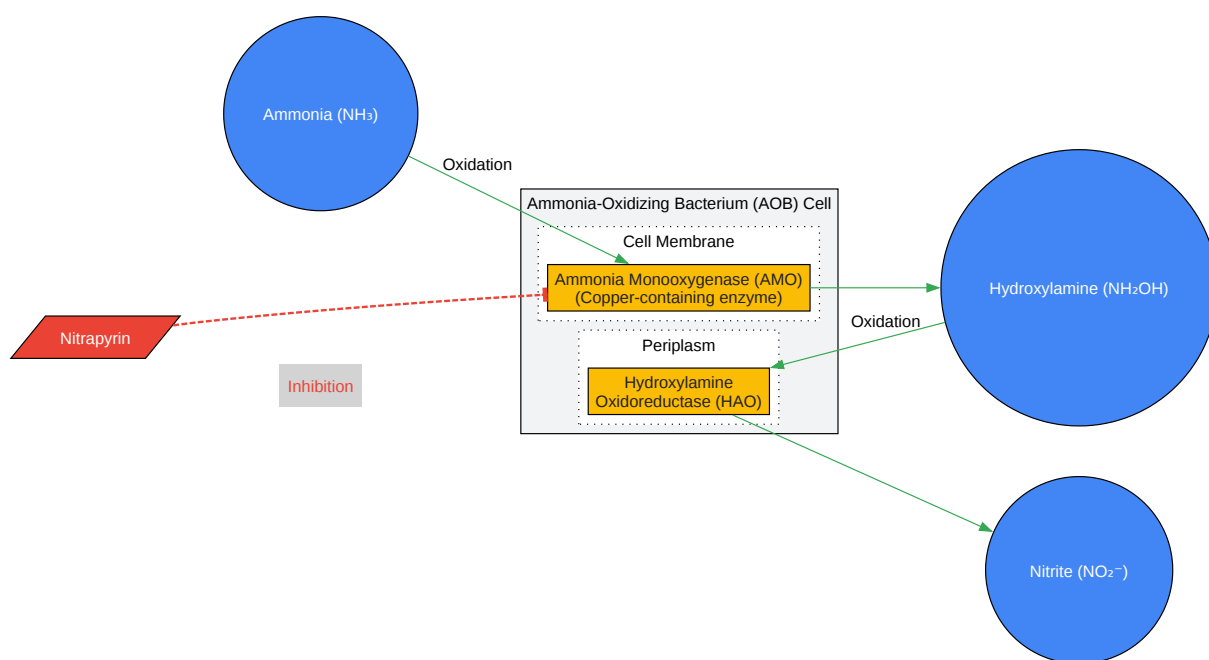 Ammonia (NH₃)
Oxidation
Ammonia-Oxidizing Bacterium (AOB) Cell
Cell Membrane
Ammonia Monooxygenase (AMO)
(Copper-containing enzyme)
Hydroxylamine (NH₂OH)
Oxidation
Nitrapyrin
Periplasm
Inhibition
Hydroxylamine
Oxidoreductase (HAO)
Nitrite (NO₂⁻)